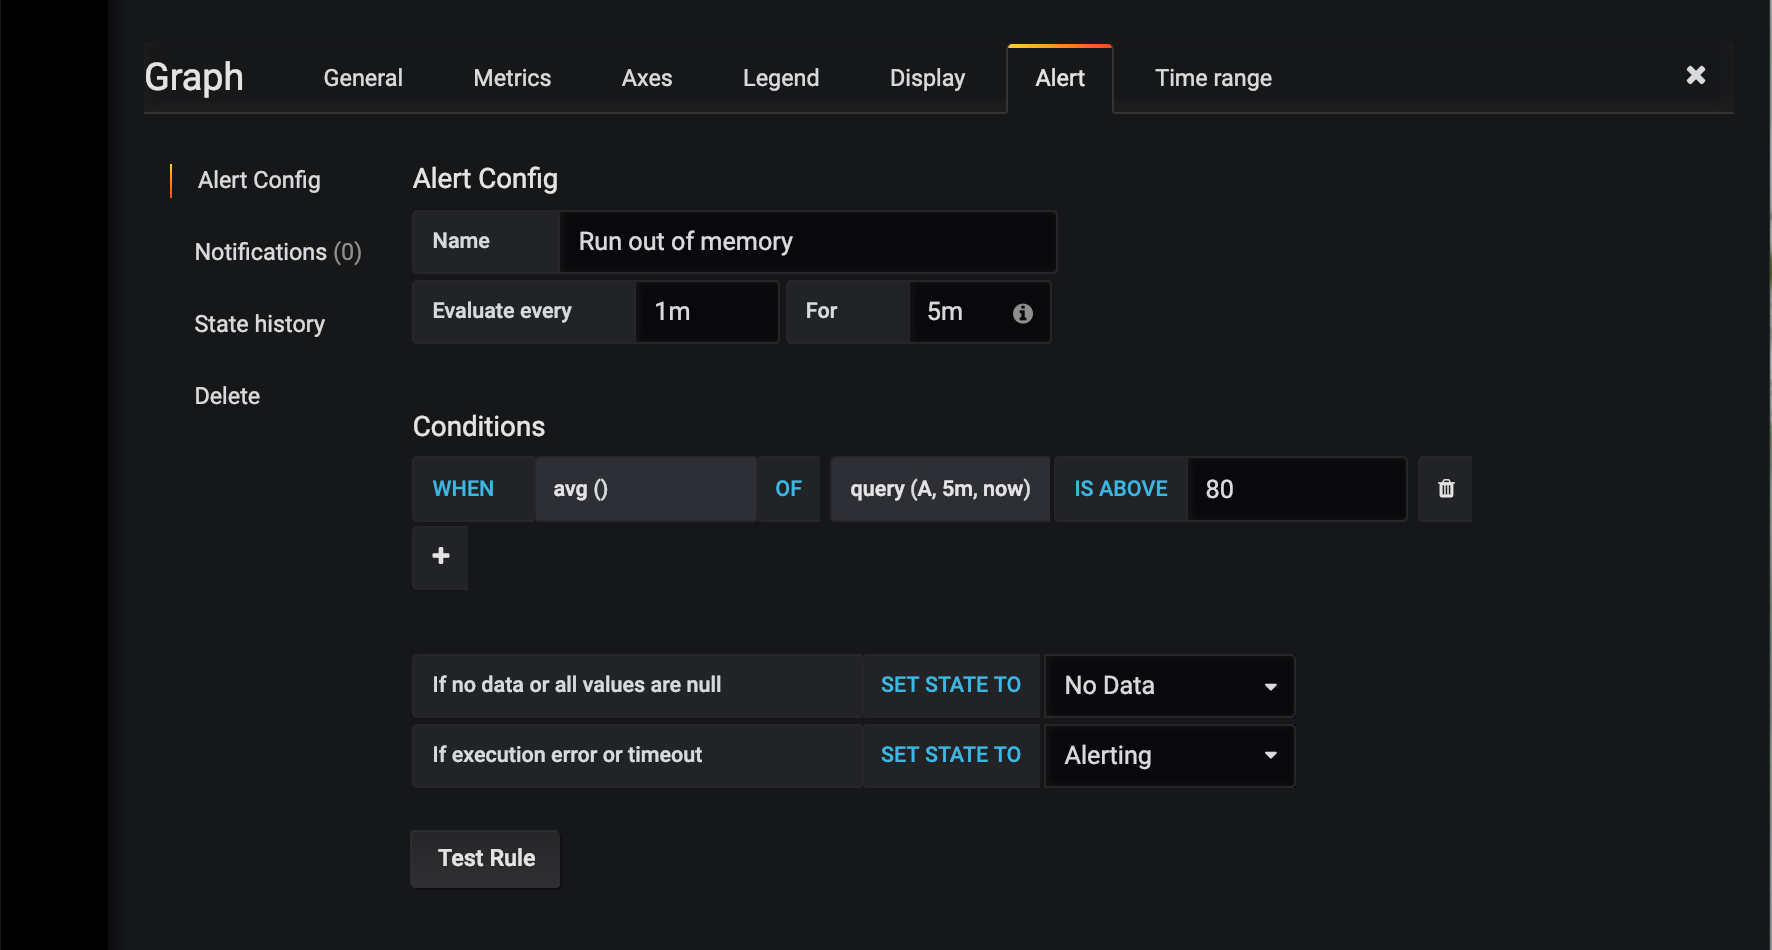 Graph General Metrics Axes Legend Display Alert Time range
Alert Config
Notifications (0)
State history
Delete
Alert Config
Name Run out of memory
Evaluate every 1m For 5m
Conditions
WHEN avg () OF query (A, 5m, now) IS ABOVE 80
If no data or all values are null SET STATE TO No Data
If execution error or timeout SET STATE TO Alerting
Test Rule